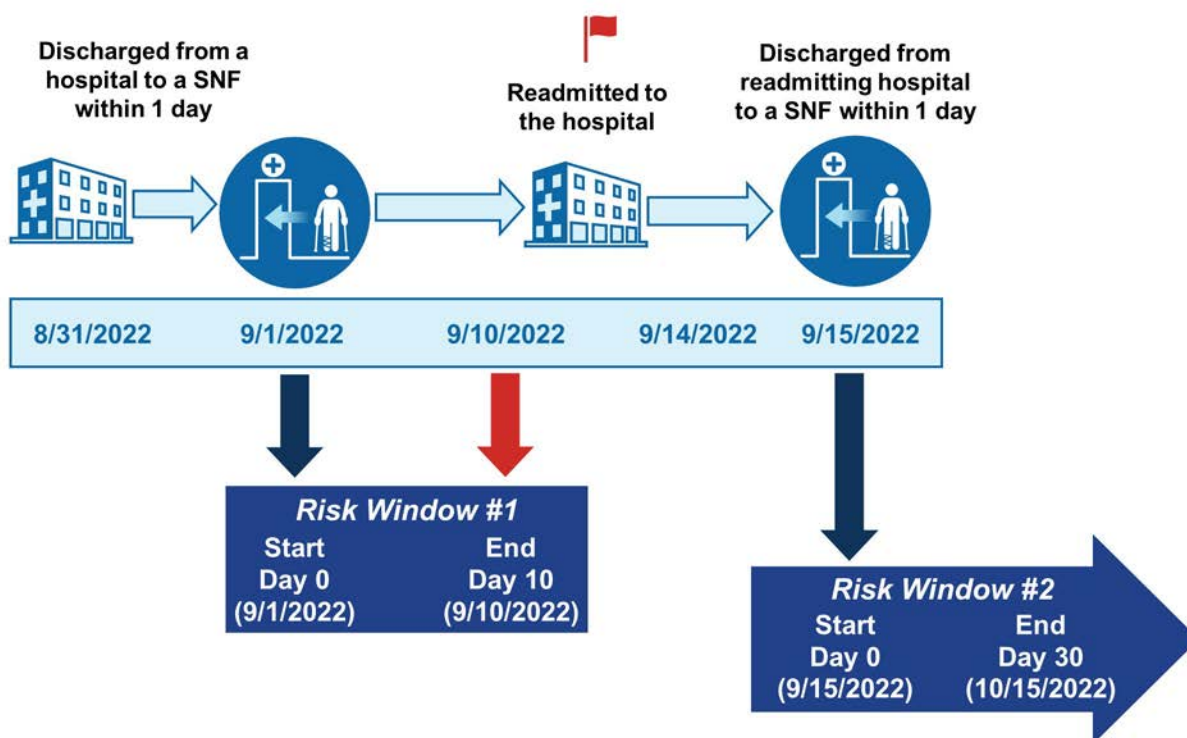 Discharged from a
hospital to a SNF
within 1 day
Readmitted to
the hospital
Discharged from
readmitting hospital
to a SNF within 1 day
8/31/2022
9/1/2022
9/10/2022
9/14/2022
9/15/2022
Risk Window #1
Start
Day 0
(9/1/2022)
End
Day 10
(9/10/2022)
Risk Window #2
Start
Day 0
(9/15/2022)
End
Day 30
(10/15/2022)